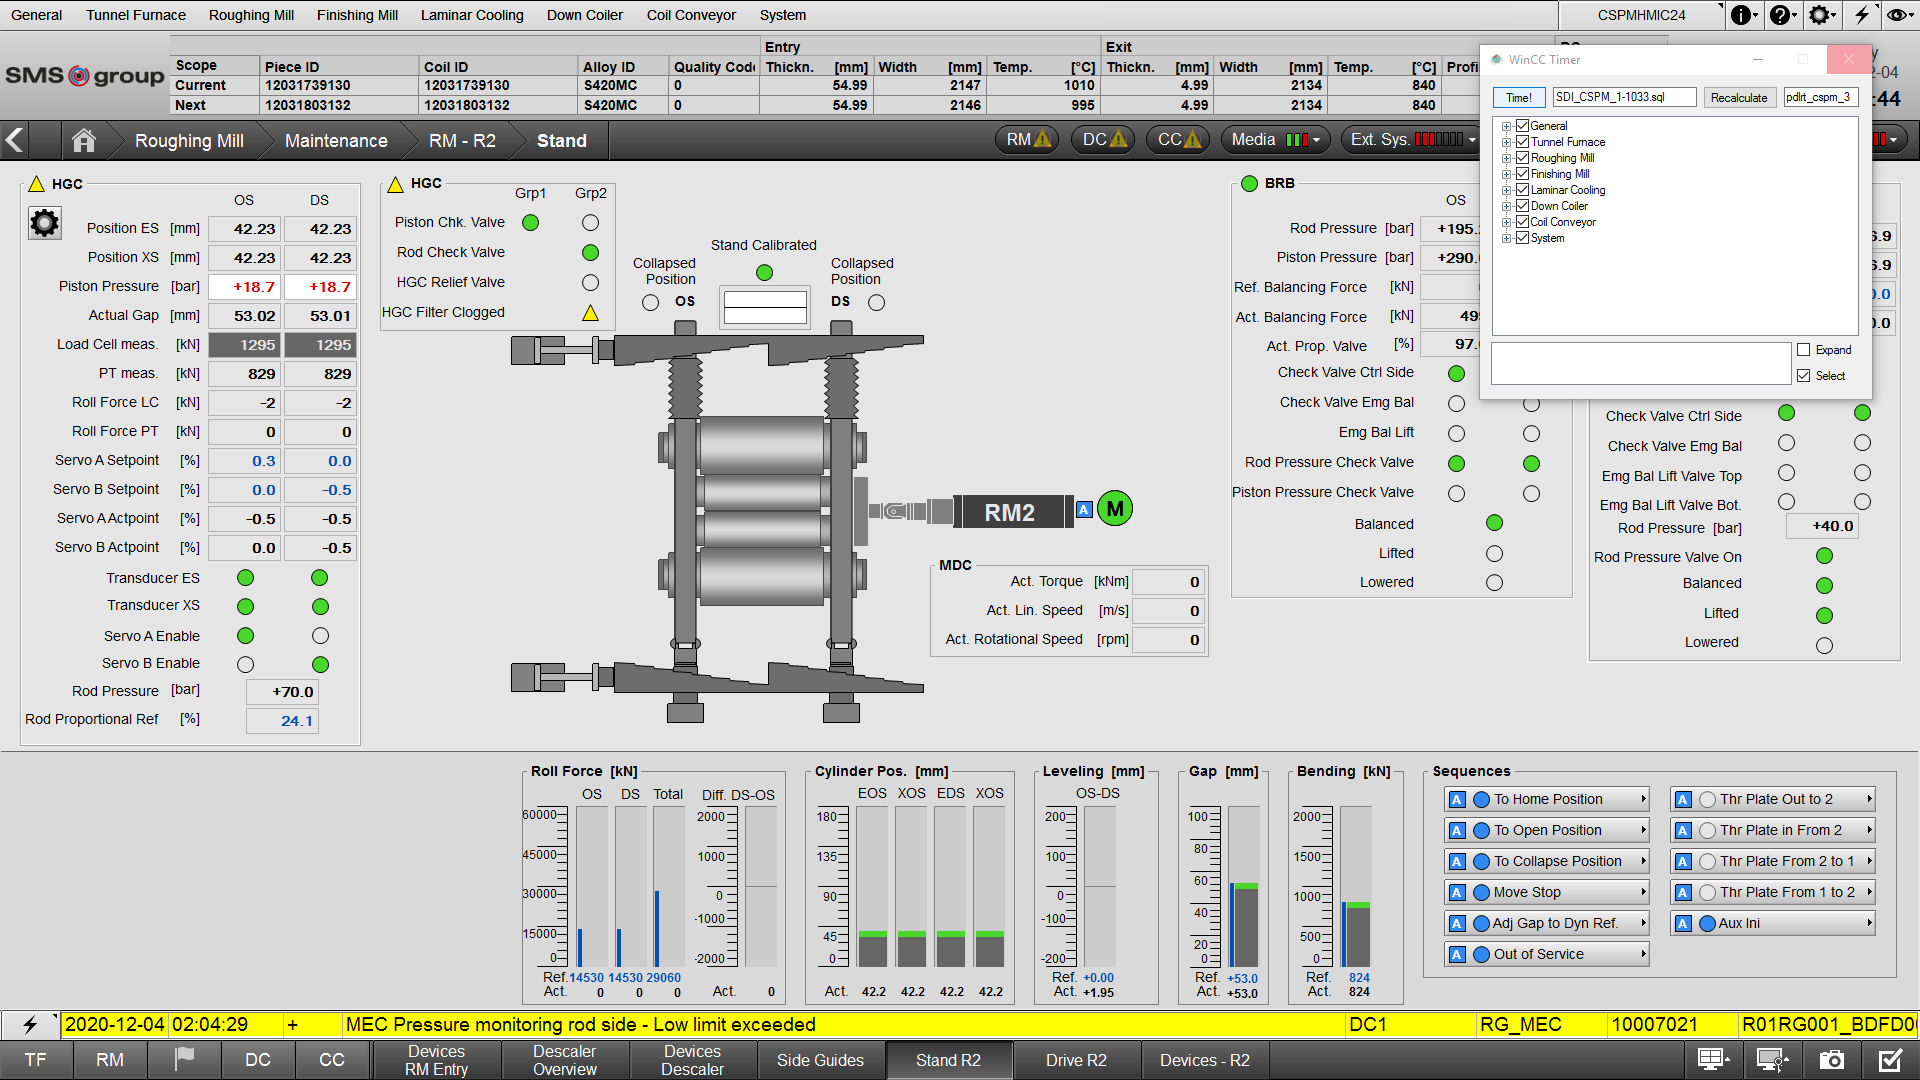 General Tunnel Furnace Roughing Mill Finishing Mill Laminar Cooling Down Coiler Coil Conveyor System CSPMHMIC24
SMS group
Entry Exit
Scope Piece ID Coil ID Alloy ID Quality Code Thickn. [mm] Width [mm] Temp. [°C] Thickn. [mm] Width [mm] Temp. [°C]
Current 12031739130 12031739130 S420MC 0 54.99 2147 1010 4.99 2134 840
Next 12031803132 12031803132 S420MC 0 54.99 2146 995 4.99 2134 840
-04
:44
Roughing Mill Maintenance RM - R2 Stand RM DC CC Media Ext. Sys.
WinCC Timer
Time! SDI_CSPM_1-1033.sql Recalculate pdlrt_cspm_3
General
Tunnel Furnace
Roughing Mill
Finishing Mill
Laminar Cooling
Down Coiler
Coil Conveyor
System
Expand
Select
HGC
OS DS
Position ES [mm] 42.23 42.23
Position XS [mm] 42.23 42.23
Piston Pressure [bar] +18.7 +18.7
Actual Gap [mm] 53.02 53.01
Load Cell meas. [kN] 1295 1295
PT meas. [kN] 829 829
Roll Force LC [kN] -2 -2
Roll Force PT [kN] 0 0
Servo A Setpoint [%] 0.3 0.0
Servo B Setpoint [%] 0.0 -0.5
Servo A Actpoint [%] -0.5 -0.5
Servo B Actpoint [%] 0.0 -0.5
Transducer ES
Transducer XS
Servo A Enable
Servo B Enable
Rod Pressure [bar] +70.0
Rod Proportional Ref [%] 24.1
HGC
Grp1 Grp2
Piston Chk. Valve
Rod Check Valve
HGC Relief Valve
HGC Filter Clogged
Stand Calibrated
Collapsed Position OS
Collapsed Position DS
RM2 A M
MDC
Act. Torque [kNm] 0
Act. Lin. Speed [m/s] 0
Act. Rotational Speed [rpm] 0
BRB
OS
Rod Pressure [bar] +195.
Piston Pressure [bar] +290.
Ref. Balancing Force [kN]
Act. Balancing Force [kN] 49
Act. Prop. Valve [%] 97.
Check Valve Ctrl Side
Check Valve Emg Bal
Emg Bal Lift
Rod Pressure Check Valve
Piston Pressure Check Valve
Balanced
Lifted
Lowered
6.9
6.9
0.0
0.0
Check Valve Ctrl Side
Check Valve Emg Bal
Emg Bal Lift Valve Top
Emg Bal Lift Valve Bot.
Rod Pressure [bar] +40.0
Rod Pressure Valve On
Balanced
Lifted
Lowered
Roll Force [kN]
OS DS Total Diff. DS-OS
60000
45000
30000
15000
0
2000
1000
0
-1000
-2000
Ref. 14530 14530 29060
Act. 0 0 0 Act. 0
Cylinder Pos. [mm]
EOS XOS EDS XOS
180
135
90
45
0
Act. 42.2 42.2 42.2 42.2
Leveling [mm]
OS-DS
200
100
0
-100
-200
Ref. +0.00
Act. +1.95
Gap [mm]
100
80
60
40
20
0
Ref. +53.0
Act. +53.0
Bending [kN]
2000
1500
1000
500
0
Ref. 824
Act. 824
Sequences
A To Home Position A Thr Plate Out to 2
A To Open Position A Thr Plate in From 2
A To Collapse Position A Thr Plate From 2 to 1
A Move Stop A Thr Plate From 1 to 2
A Adj Gap to Dyn Ref. A Aux Ini
A Out of Service
2020-12-04 02:04:29 + MEC Pressure monitoring rod side - Low limit exceeded DC1 RG_MEC 10007021 R01RG001_BDFD0
TF RM DC CC Devices RM Entry Descaler Overview Devices Descaler Side Guides Stand R2 Drive R2 Devices - R2